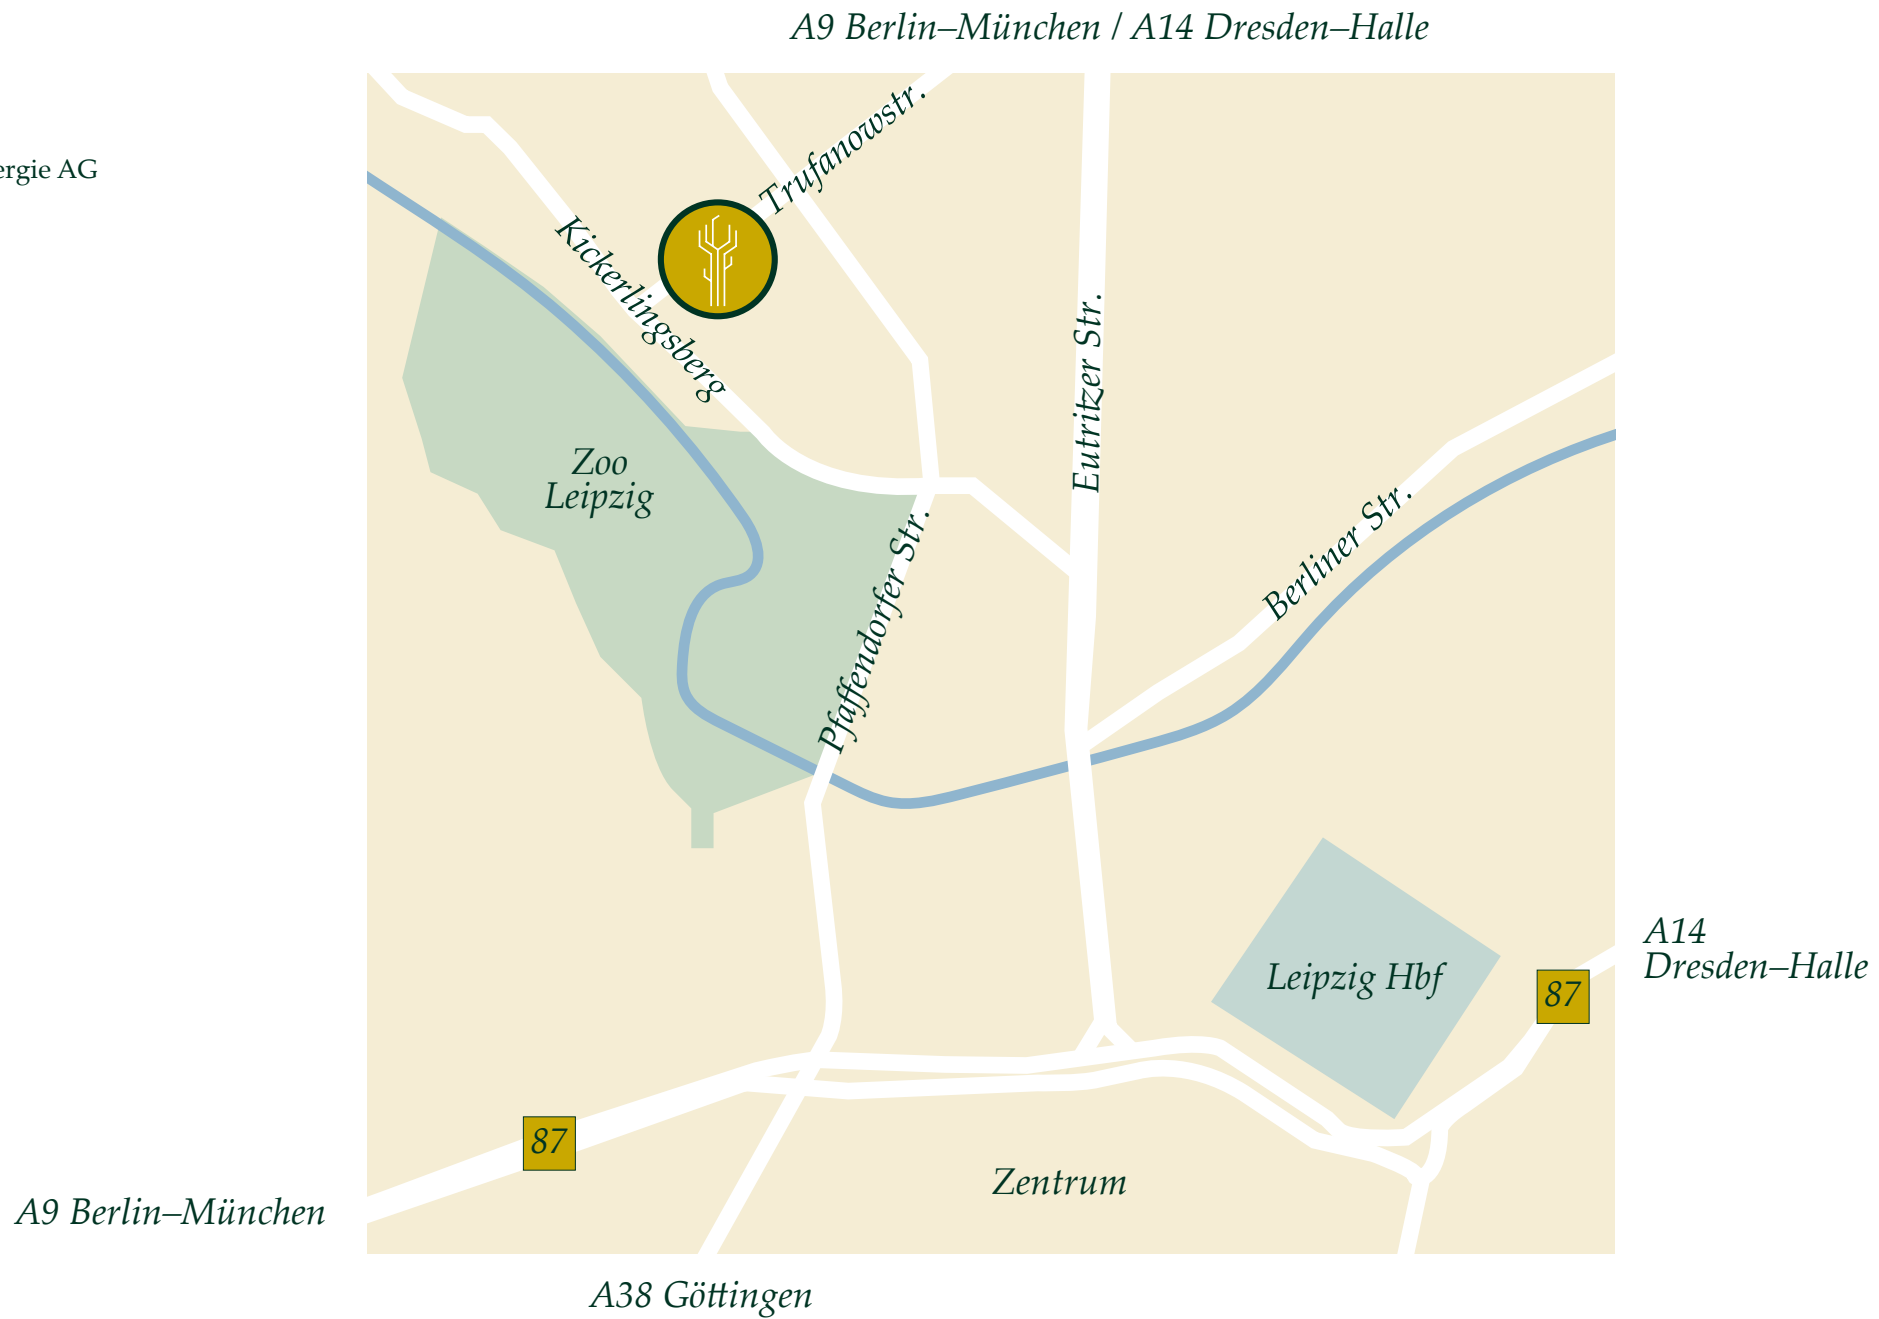 A9 Berlin–München / A14 Dresden–Halle
AG
Trufanowstr.
Kickerlingsberg
Eutritzer Str.
Zoo
Leipzig
Pfaffendorfer Str.
Berliner Str.
A14
Dresden–Halle
Leipzig Hbf
87
87
Zentrum
A9 Berlin–München
A38 Göttingen